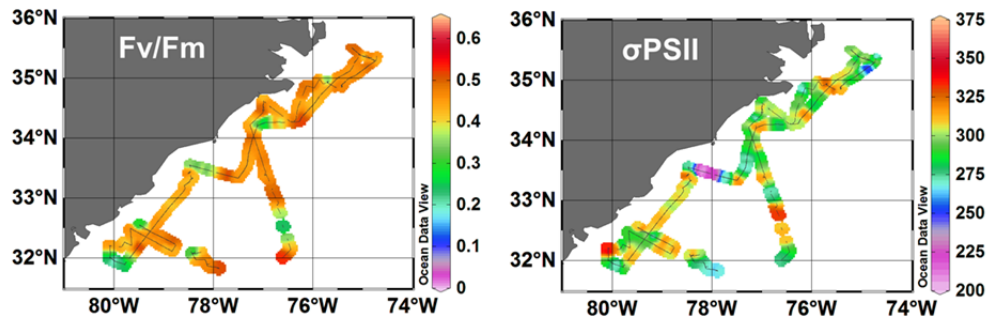 Fv/Fm
36°N
35°N
34°N
33°N
32°N
80°W
78°W
76°W
74°W
0.6
0.5
0.4
0.3
0.2
0.1
0
Ocean Data View
σPSII
36°N
35°N
34°N
33°N
32°N
80°W
78°W
76°W
74°W
375
350
325
300
275
250
225
200
Ocean Data View